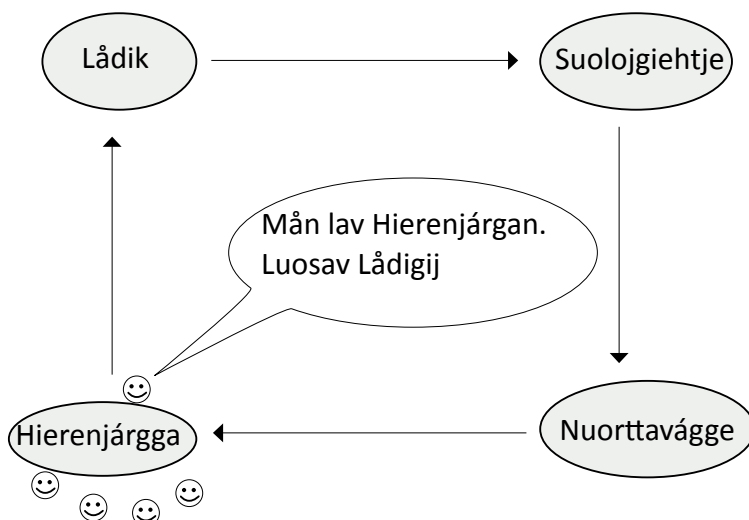 Lådik
Suolojgiehtje
Mån lav Hierenjárgan.
Luosav Lådigij
Hierenjárgga
Nuorttavágge